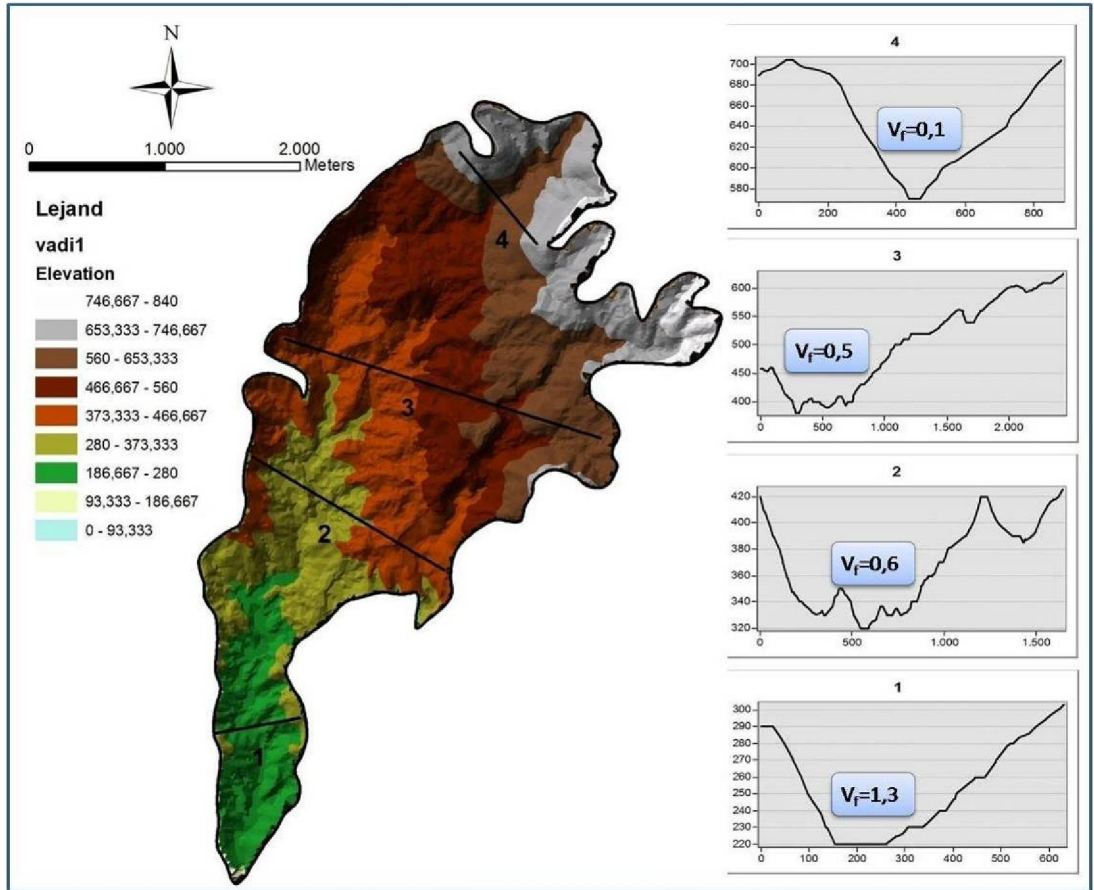 N
0 1.000 2.000
Meters
Lejand
vadi1
Elevation
746,667 - 840
653,333 - 746,667
560 - 653,333
466,667 - 560
373,333 - 466,667
280 - 373,333
186,667 - 280
93,333 - 186,667
0 - 93,333
4
3
2
1
4
700
680
660
640
620
600
580
0 200 400 600 800
Vf=0,1
3
600
550
500
450
400
0 500 1.000 1.500 2.000
Vf=0,5
2
420
400
380
360
340
320
0 500 1.000 1.500
Vf=0,6
1
300
290
280
270
260
250
240
230
220
0 100 200 300 400 500 600
Vf=1,3